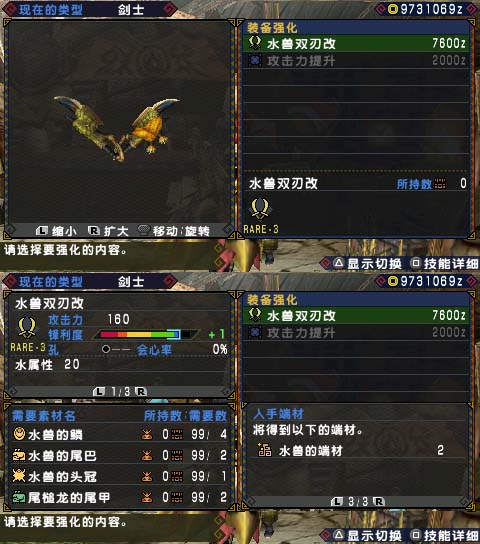 现在的类型 剑士
9731069z
装备强化
水兽双刃改 7600z
攻击力提升 2000z
水兽双刃改 所持数 0
RARE-3
L 缩小 R 扩大 移动/旋转
请选择要强化的内容。
△显示切换 □技能详细
现在的类型 剑士
9731069z
水兽双刃改
攻击力 160
锋利度 +1
RARE-3 孔 ●—— 会心率 0%
水属性 20
L 1/3 R
需要素材名 所持数/需要数
水兽的鳞 0 99/ 4
水兽的尾巴 0 99/ 2
水兽的头冠 0 99/ 1
尾槌龙的尾甲 0 99/ 2
装备强化
水兽双刃改 7600z
攻击力提升 2000z
入手端材
将得到以下的端材。
水兽的端材 2
L 3/3 R
请选择要强化的内容。
△显示切换 □技能详细